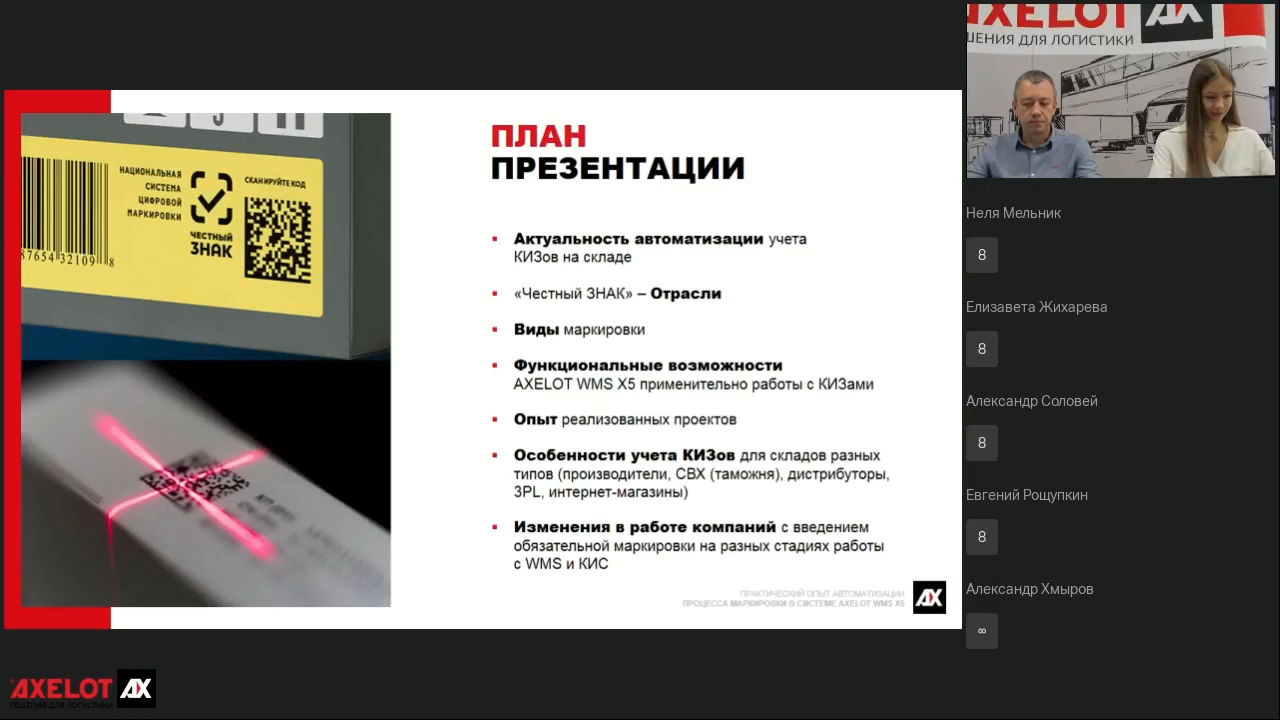 ПЛАН
ПРЕЗЕНТАЦИИ
Актуальность автоматизации учета
КИЗов на складе
«Честный ЗНАК» – Отрасли
Виды маркировки
Функциональные возможности
AXELOT WMS X5 применительно работы с КИЗами
Опыт реализованных проектов
Особенности учета КИЗов для складов разных
типов (производители, СВХ (таможня), дистрибуторы,
3PL, интернет-магазины)
Изменения в работе компаний с введением
обязательной маркировки на разных стадиях работы
с WMS и КИС
ПРАКТИЧЕСКИЙ ОПЫТ АВТОМАТИЗАЦИИ
ПРОЦЕССА МАРКИРОВКИ В СИСТЕМЕ AXELOT WMS X5
НАЦИОНАЛЬНАЯ
СИСТЕМА
ЦИФРОВОЙ
МАРКИРОВКИ
ЧЕСТНЫЙ
ЗНАК
СКАНИРУЙТЕ КОД
87654 32109 8
AXELOT
РЕШЕНИЯ ДЛЯ ЛОГИСТИКИ
AXELOT
ШЕНИЯ ДЛЯ ЛОГИСТИКИ
Неля Мельник
8
Елизавета Жихарева
8
Александр Соловей
8
Евгений Рощупкин
8
Александр Хмыров
∞